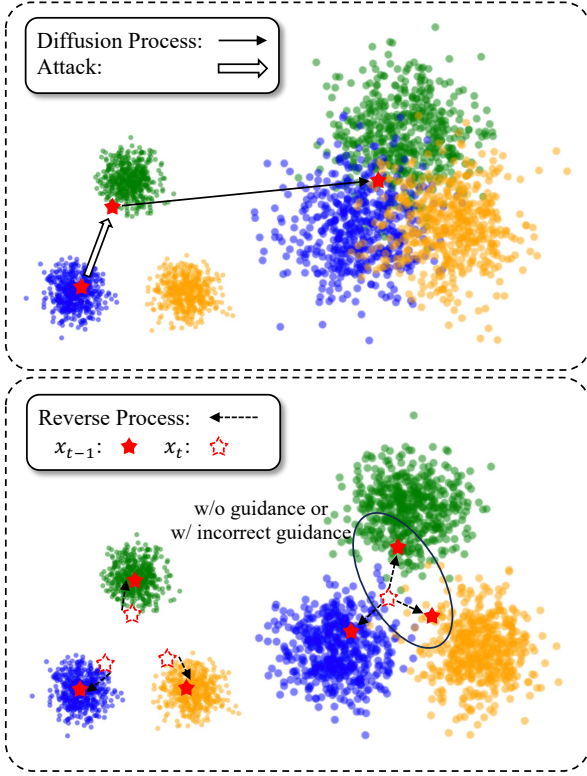 Diffusion Process:
Attack:
Reverse Process:
x_{t-1}: x_t:
w/o guidance or
w/ incorrect guidance